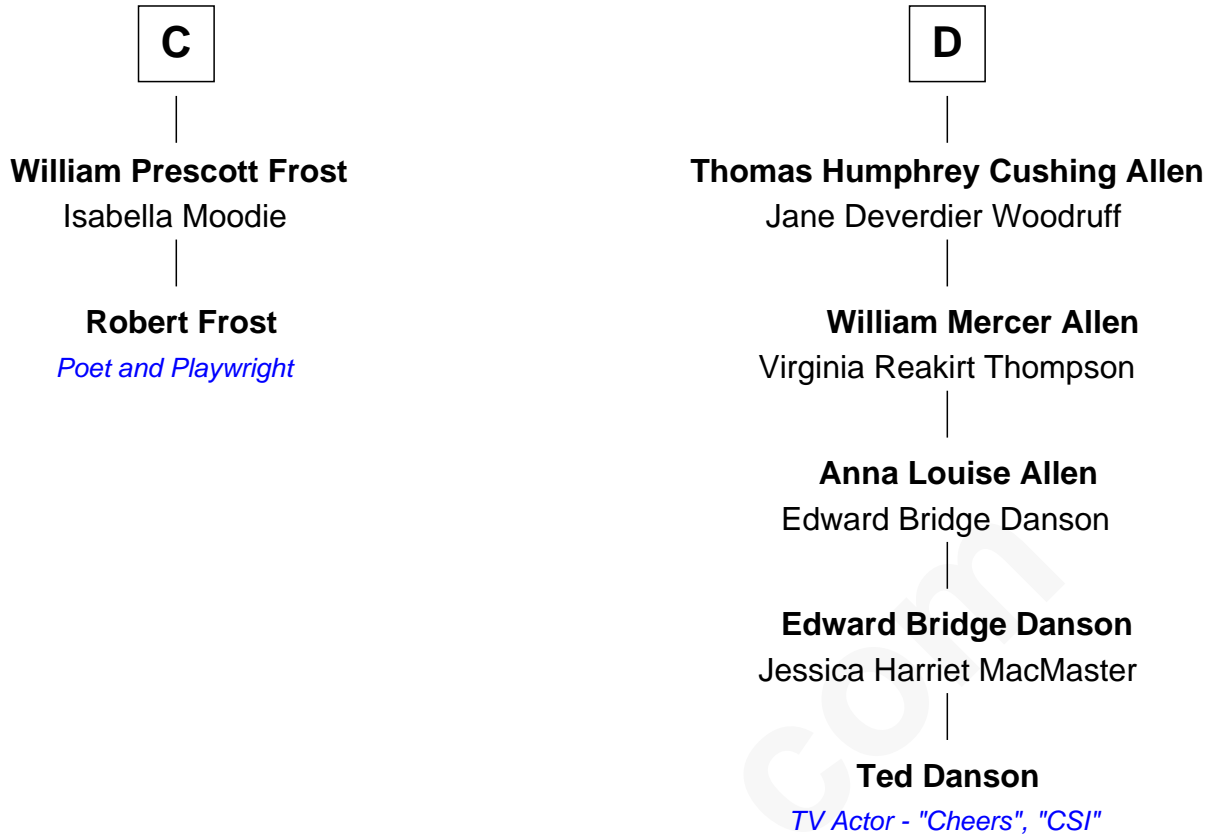 C
William Prescott Frost
Isabella Moodie
Robert Frost
Poet and Playwright
D
Thomas Humphrey Cushing Allen
Jane Deverdier Woodruff
William Mercer Allen
Virginia Reakirt Thompson
Anna Louise Allen
Edward Bridge Danson
Edward Bridge Danson
Jessica Harriet MacMaster
Ted Danson
TV Actor - "Cheers", "CSI"
com